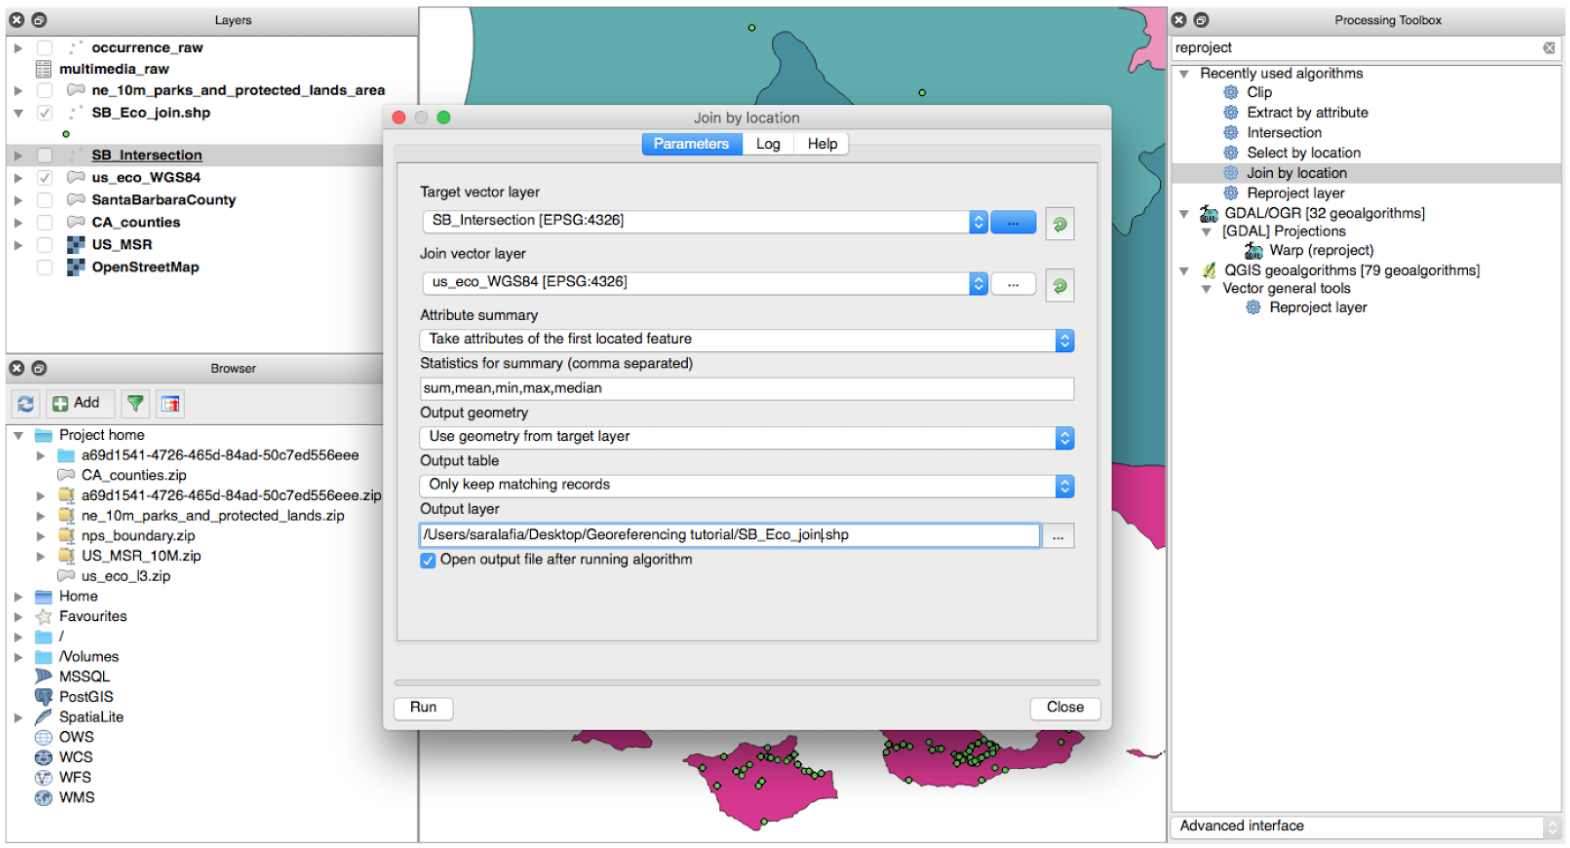 Layers
occurrence_raw
multimedia_raw
ne_10m_parks_and_protected_lands_area
SB_Eco_join.shp
SB_Intersection
us_eco_WGS84
SantaBarbaraCounty
CA_counties
US_MSR
OpenStreetMap
Browser
Add
Project home
a69d1541-4726-465d-84ad-50c7ed556eee
CA_counties.zip
a69d1541-4726-465d-84ad-50c7ed556eee.zip
ne_10m_parks_and_protected_lands.zip
nps_boundary.zip
US_MSR_10M.zip
us_eco_l3.zip
Home
Favourites
/
/Volumes
MSSQL
PostGIS
SpatiaLite
OWS
WCS
WFS
WMS
Join by location
Parameters Log Help
Target vector layer
SB_Intersection [EPSG:4326] ...
Join vector layer
us_eco_WGS84 [EPSG:4326] ...
Attribute summary
Take attributes of the first located feature
Statistics for summary (comma separated)
sum,mean,min,max,median
Output geometry
Use geometry from target layer
Output table
Only keep matching records
Output layer
/Users/saralafia/Desktop/Georeferencing tutorial/SB_Eco_join.shp ...
Open output file after running algorithm
Run Close
Processing Toolbox
reproject
Recently used algorithms
Clip
Extract by attribute
Intersection
Select by location
Join by location
Reproject layer
GDAL/OGR [32 geoalgorithms]
[GDAL] Projections
Warp (reproject)
QGIS geoalgorithms [79 geoalgorithms]
Vector general tools
Reproject layer
Advanced interface